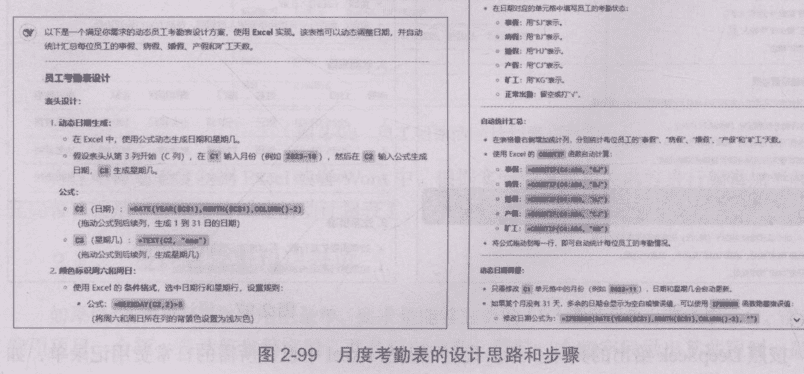 以下是一个满足你需求的动态员工考勤表设计方案，使用 Excel 实现。该表格可以动态调整日期，并自
动统计汇总每位员工的事假、病假、婚假、产假和旷工天数。
员工考勤表设计
表头设计：
1. 动态日期生成：
在 Excel 中，使用公式动态生成日期和星期几。
假设表头从第 3 列开始（C 列），在 C1 输入月份（例如 2023-10），然后在 C2 输入公式生成
日期，C3 生成星期几。
公式：
C2（日期）：=DATE(YEAR($C$1),MONTH($C$1),COLUMN()-2)
（拖动公式到后续列，生成 1 到 31 日的日期）
C3（星期几）：=TEXT(C2, "aaa")
（拖动公式到后续列，生成星期几）
2. 颜色标识周六和周日：
使用 Excel 的 条件格式，选中日期行和星期行，设置规则：
公式：=WEEKDAY(C$2,2)>5
（将周六和周日所在列的背景色设置为浅灰色）
在日期对应的单元格中填写员工的考勤状态：
事假：用"SJ"表示。
病假：用"BJ"表示。
婚假：用"HJ"表示。
产假：用"CJ"表示。
旷工：用"KG"表示。
正常出勤：留空或打"√"。
自动统计汇总：
在表格最右侧增加统计列，分别统计每位员工的"事假"、"病假"、"婚假"、"产假和旷工"天数。
使用 Excel 的 COUNTIF 函数自动计算：
事假：
病假：
婚假：
产假：
旷工：
将公式拖动到每一行，即可自动统计每位员工的考勤情况。
动态日期调整：
只需修改 C1 单元格中的月份（例如 2023-11），日期和星期几会自动更新。
如果某个月没有 31 天，多余的日期会显示为空白或错误值，可以使用 IFERROR 函数隐藏错误值：
修改日期公式为：=IFERROR(DATE(YEAR($C$1),MONTH($C$1),COLUMN()-2), "")
图 2-99 月度考勤表的设计思路和步骤